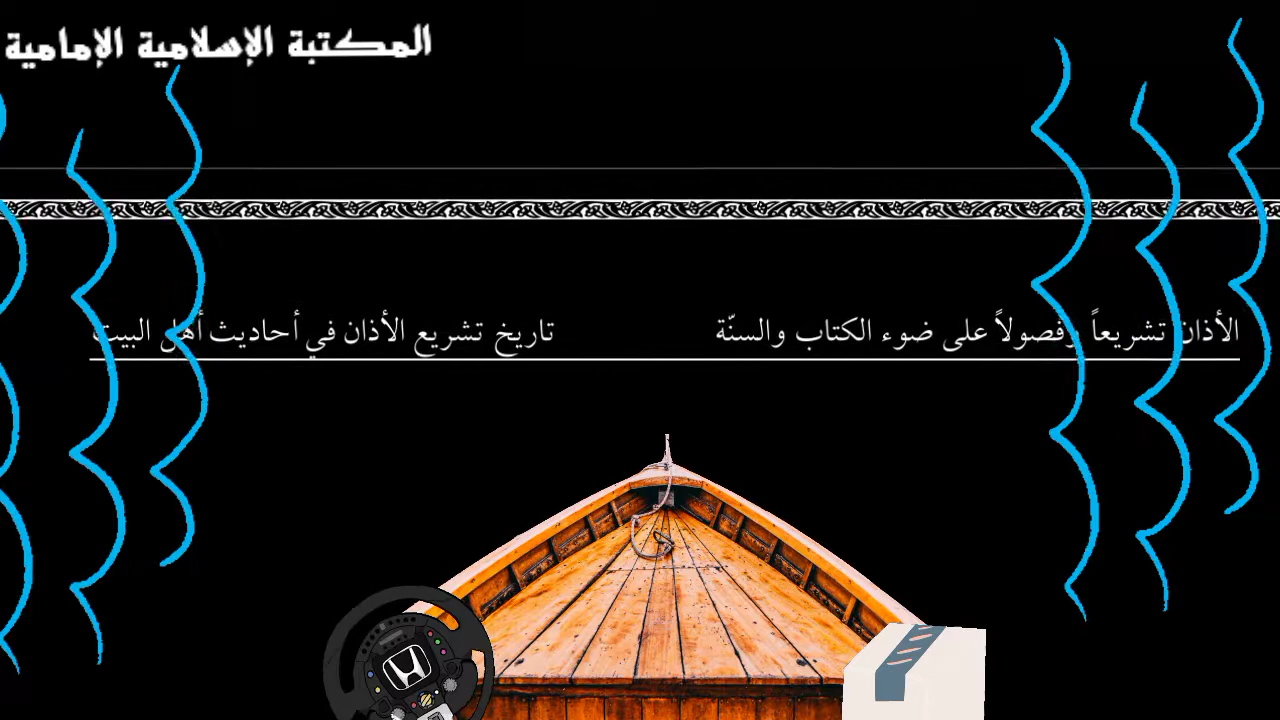 المكتبة الإسلامية الإمامية
الأذان تشريعاً وفصولاً على ضوء الكتاب والسنّة
تاريخ تشريع الأذان في أحاديث أهل البيت